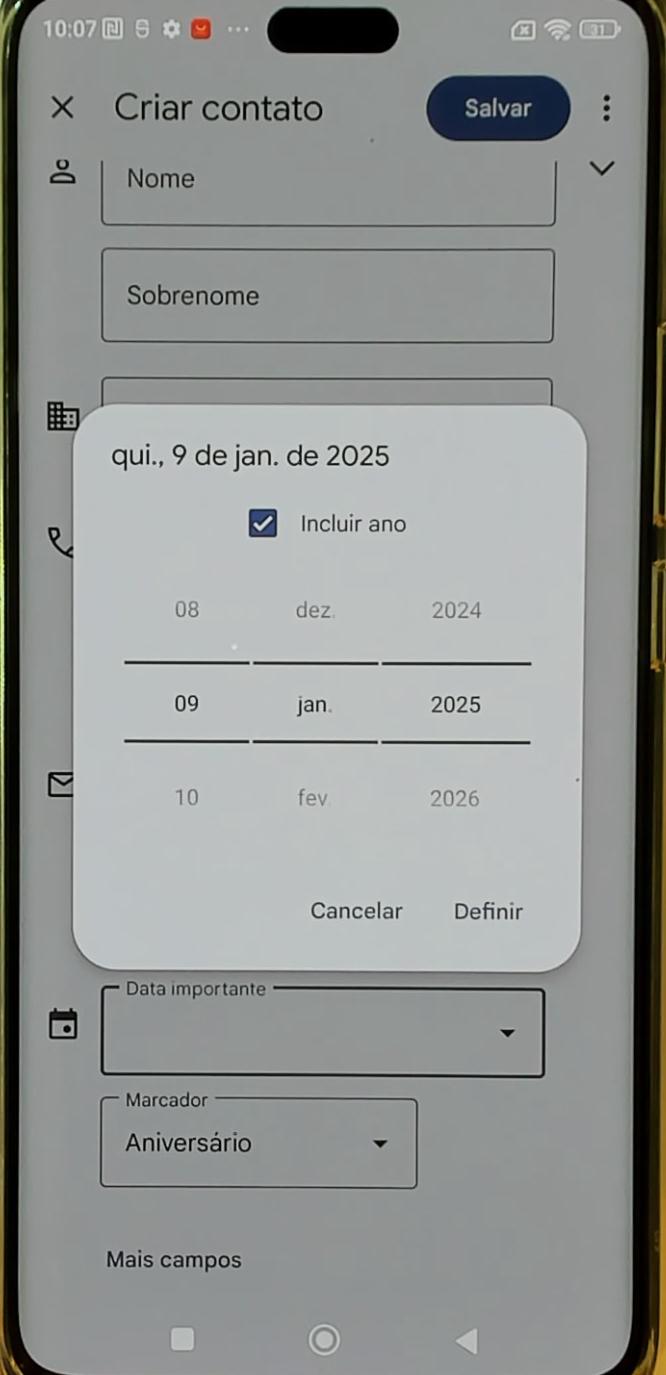 10:07
31
Criar contato
Salvar
Nome
Sobrenome
qui., 9 de jan. de 2025
Incluir ano
08 dez. 2024
09 jan. 2025
10 fev 2026
Cancelar Definir
Data importante
Marcador
Aniversário
Mais campos